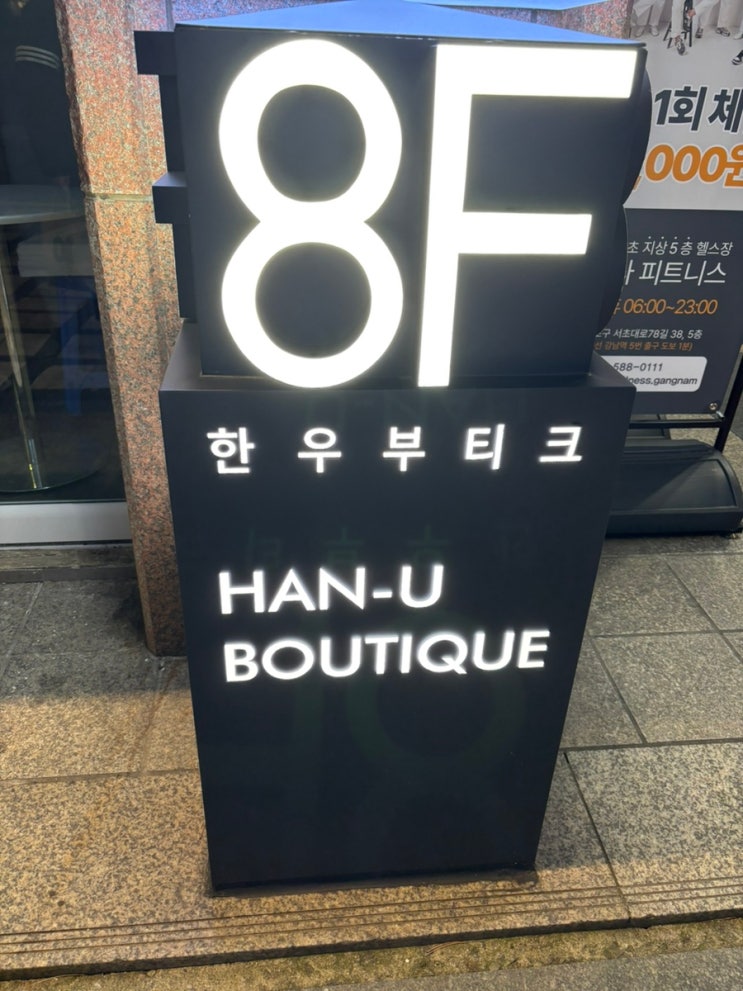 8F
한우부티크
HAN-U
BOUTIQUE
1회
000원
지상 5층 헬스장
피트니스
06:00~23:00
서초대로78길 38, 5층
강남역 5번 출구 도보 1분)
588-0111
.gangnam